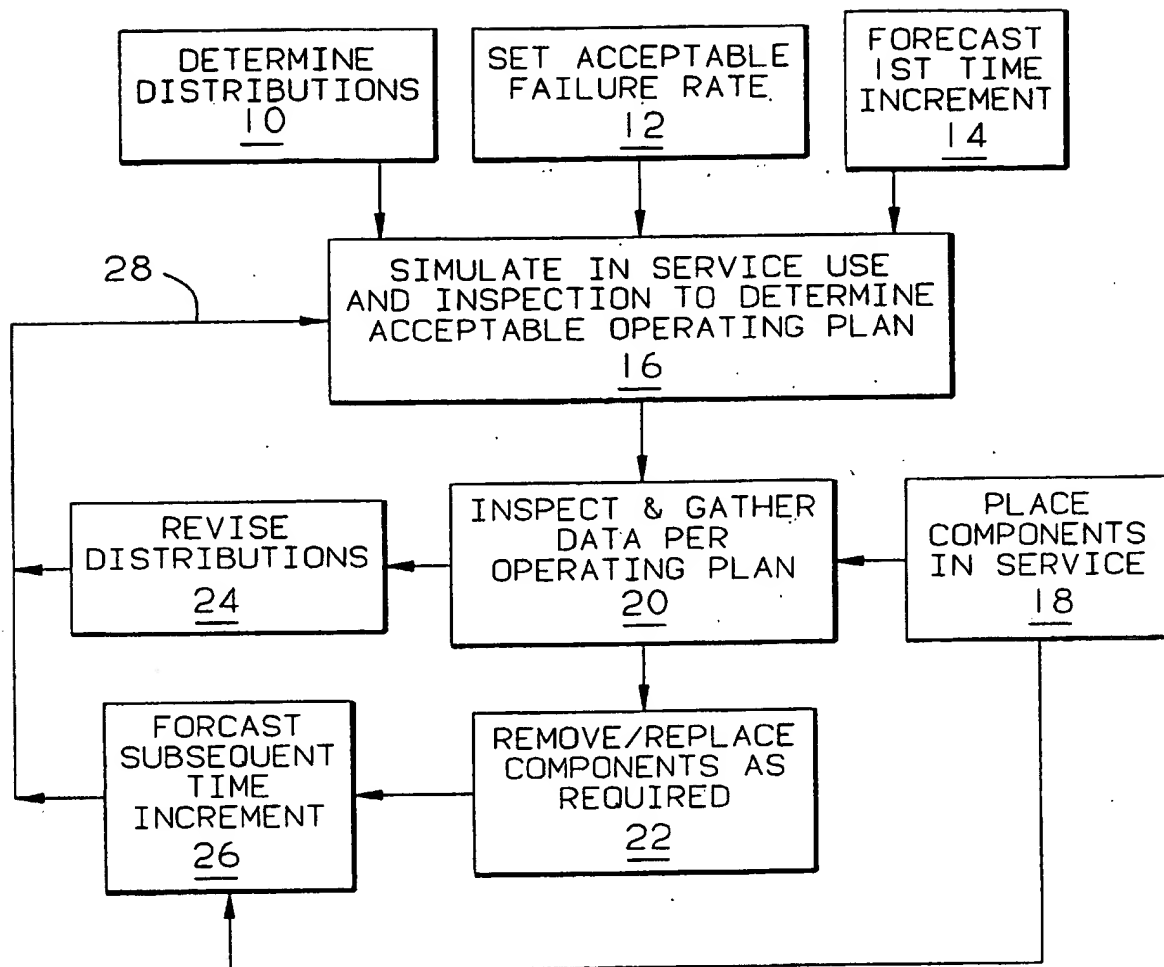 DETERMINE
DISTRIBUTIONS
10
SET ACCEPTABLE
FAILURE RATE
12
FORECAST
1ST TIME
INCREMENT
14
28
SIMULATE IN SERVICE USE
AND INSPECTION TO DETERMINE
ACCEPTABLE OPERATING PLAN
16
REVISE
DISTRIBUTIONS
24
INSPECT & GATHER
DATA PER
OPERATING PLAN
20
PLACE
COMPONENTS
IN SERVICE
18
FORCAST
SUBSEQUENT
TIME
INCREMENT
26
REMOVE/REPLACE
COMPONENTS AS
REQUIRED
22